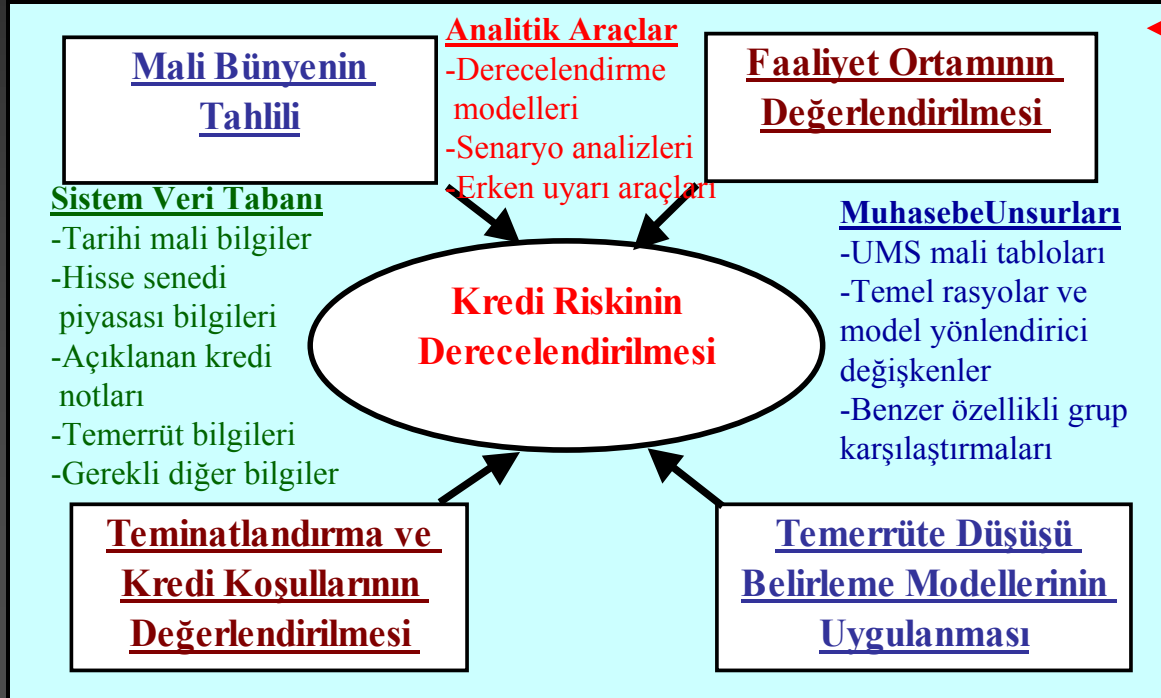 Mali Bünyenin
Tahlili
Analitik Araçlar
-Derecelendirme
modelleri
-Senaryo analizleri
-Erken uyarı araçları
Faaliyet Ortamının
Değerlendirilmesi
Sistem Veri Tabanı
-Tarihi mali bilgiler
-Hisse senedi
piyasası bilgileri
-Açıklanan kredi
notları
-Temerrüt bilgileri
-Gerekli diğer bilgiler
Kredi Riskinin
Derecelendirilmesi
MuhasebeUnsurları
-UMS mali tabloları
-Temel rasyolar ve
model yönlendirici
değişkenler
-Benzer özellikli grup
karşılaştırmaları
Teminatlandırma ve
Kredi Koşullarının
Değerlendirilmesi
Temerrüte Düşüşü
Belirleme Modellerinin
Uygulanması